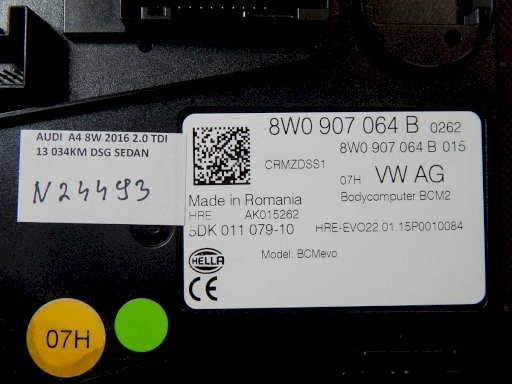 AUDI A4 8W 2016 2.0 TDI
13 034KM DSG SEDAN
N24493
8W0 907 064 B 0262
8W0 907 064 B 015
CRMZDSS1
07H VW AG
Bodycomputer BCM2
Made in Romania
HRE AK015262
5DK 011 079-10 HRE-EVO22.01.15P0010084
HELLA
Model: BCMevo
CE
07H